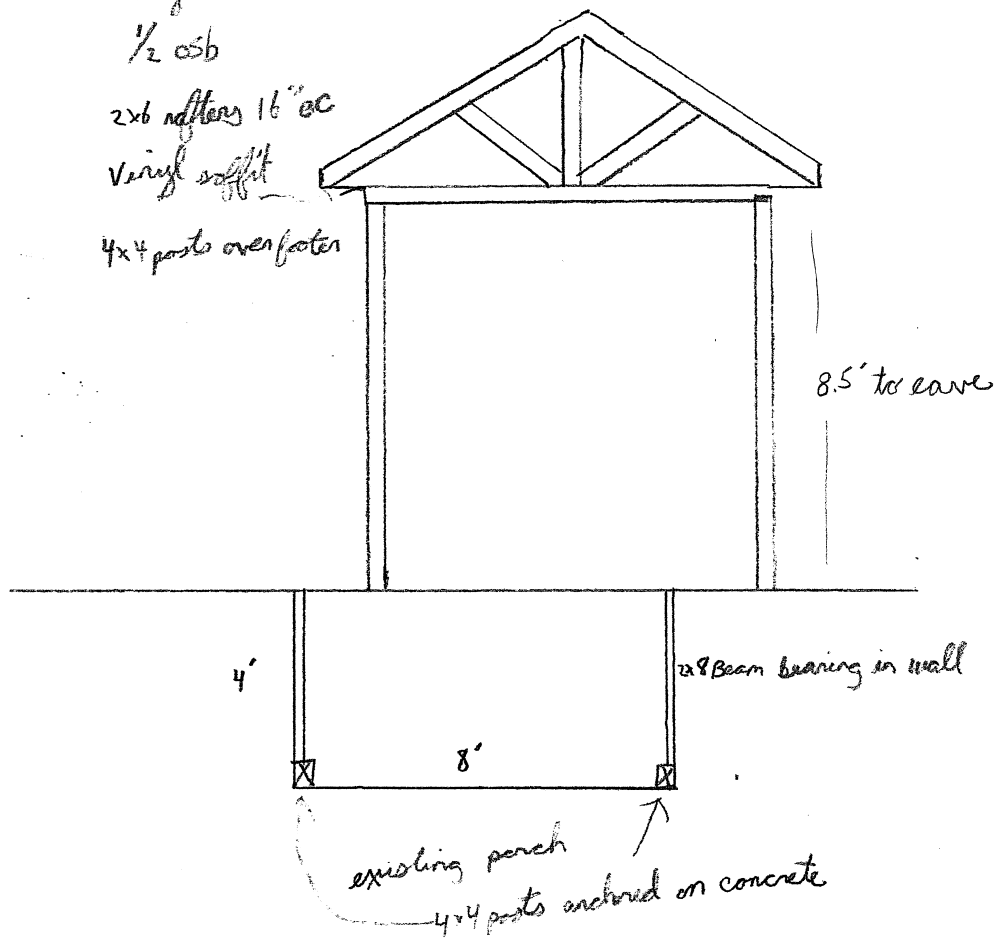 1/2 osb
2x6 rafters 16" oc
vinyl soffit
4x4 posts over footer
8.5' to eave
4'
2x8 Beam bearing in wall
8'
existing porch
4x4 posts anchored on concrete